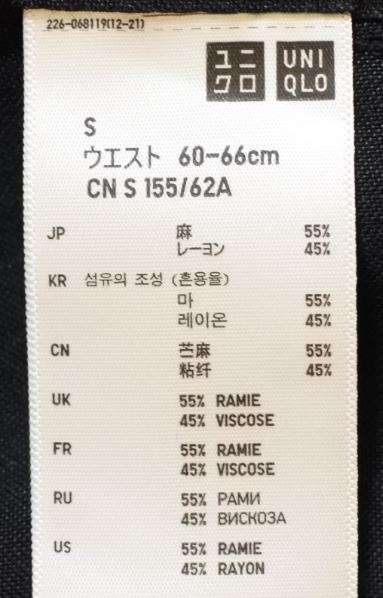 226-068119(12-21)
ユニ UNI
クロ QLO
S
ウエスト 60-66cm
CN S 155/62A
JP 麻 55%
レーヨン 45%
KR 섬유의 조성 (혼용율)
마 55%
레이온 45%
CN 苎麻 55%
粘纤 45%
UK 55% RAMIE
45% VISCOSE
FR 55% RAMIE
45% VISCOSE
RU 55% РАМИ
45% ВИСКОЗА
US 55% RAMIE
45% RAYON